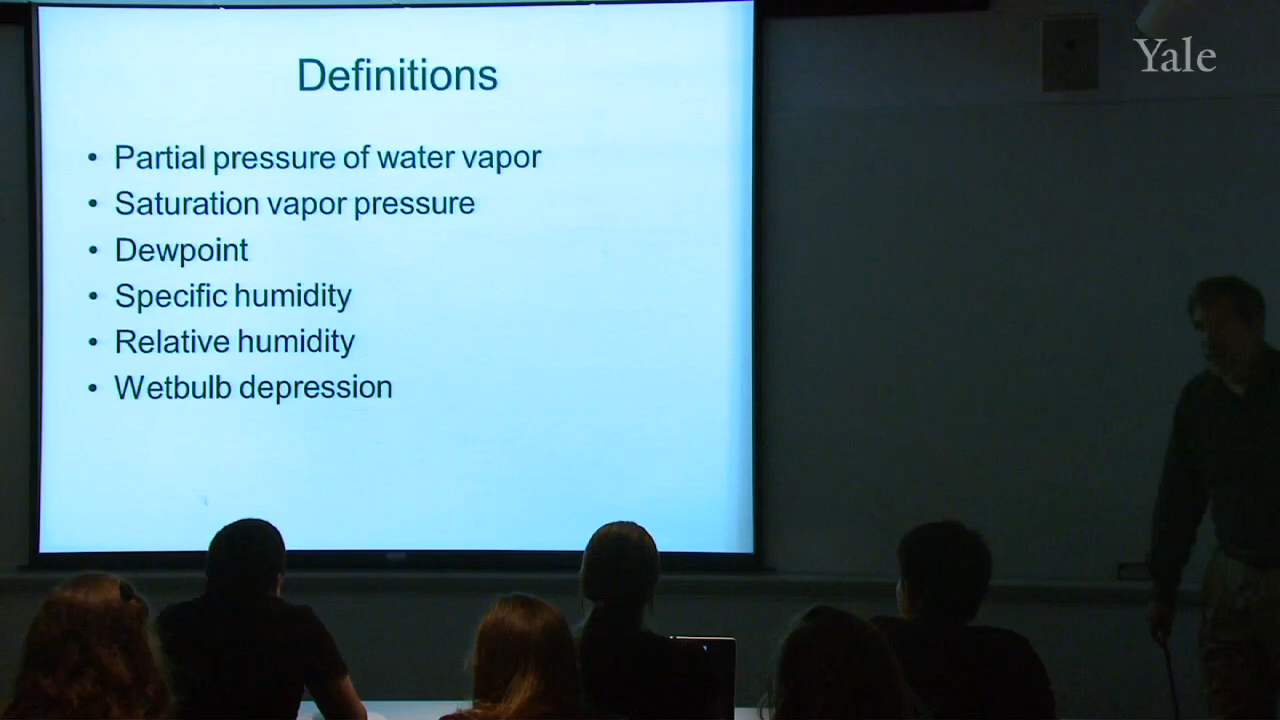 Yale
Definitions
• Partial pressure of water vapor
• Saturation vapor pressure
• Dewpoint
• Specific humidity
• Relative humidity
• Wetbulb depression